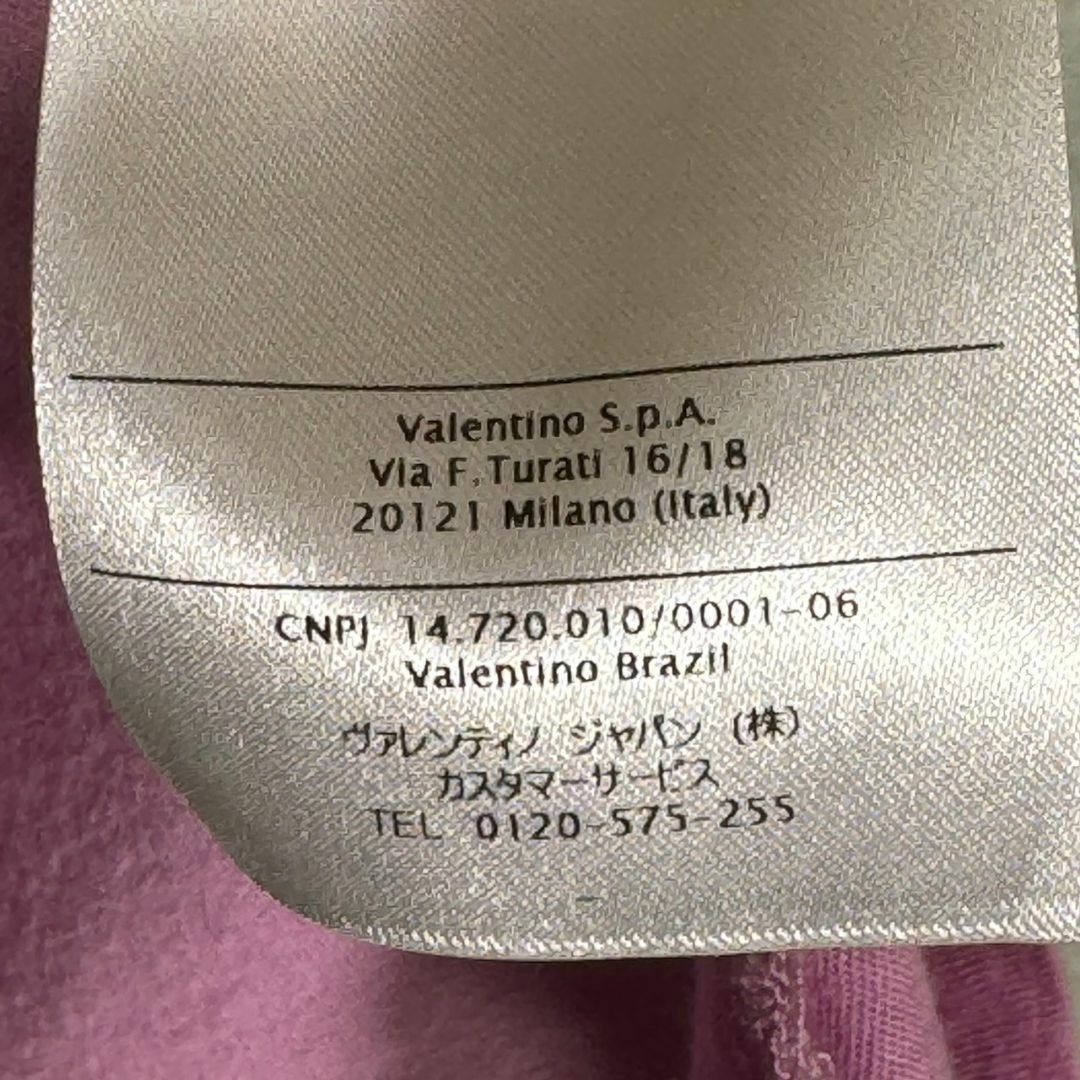 Valentino S.p.A.
Via F. Turati 16/18
20121 Milano (Italy)
CNPJ 14.720.010/0001-06
Valentino Brazil
ヴァレンティノ ジャパン (株)
カスタマーサービス
TEL 0120-575-255